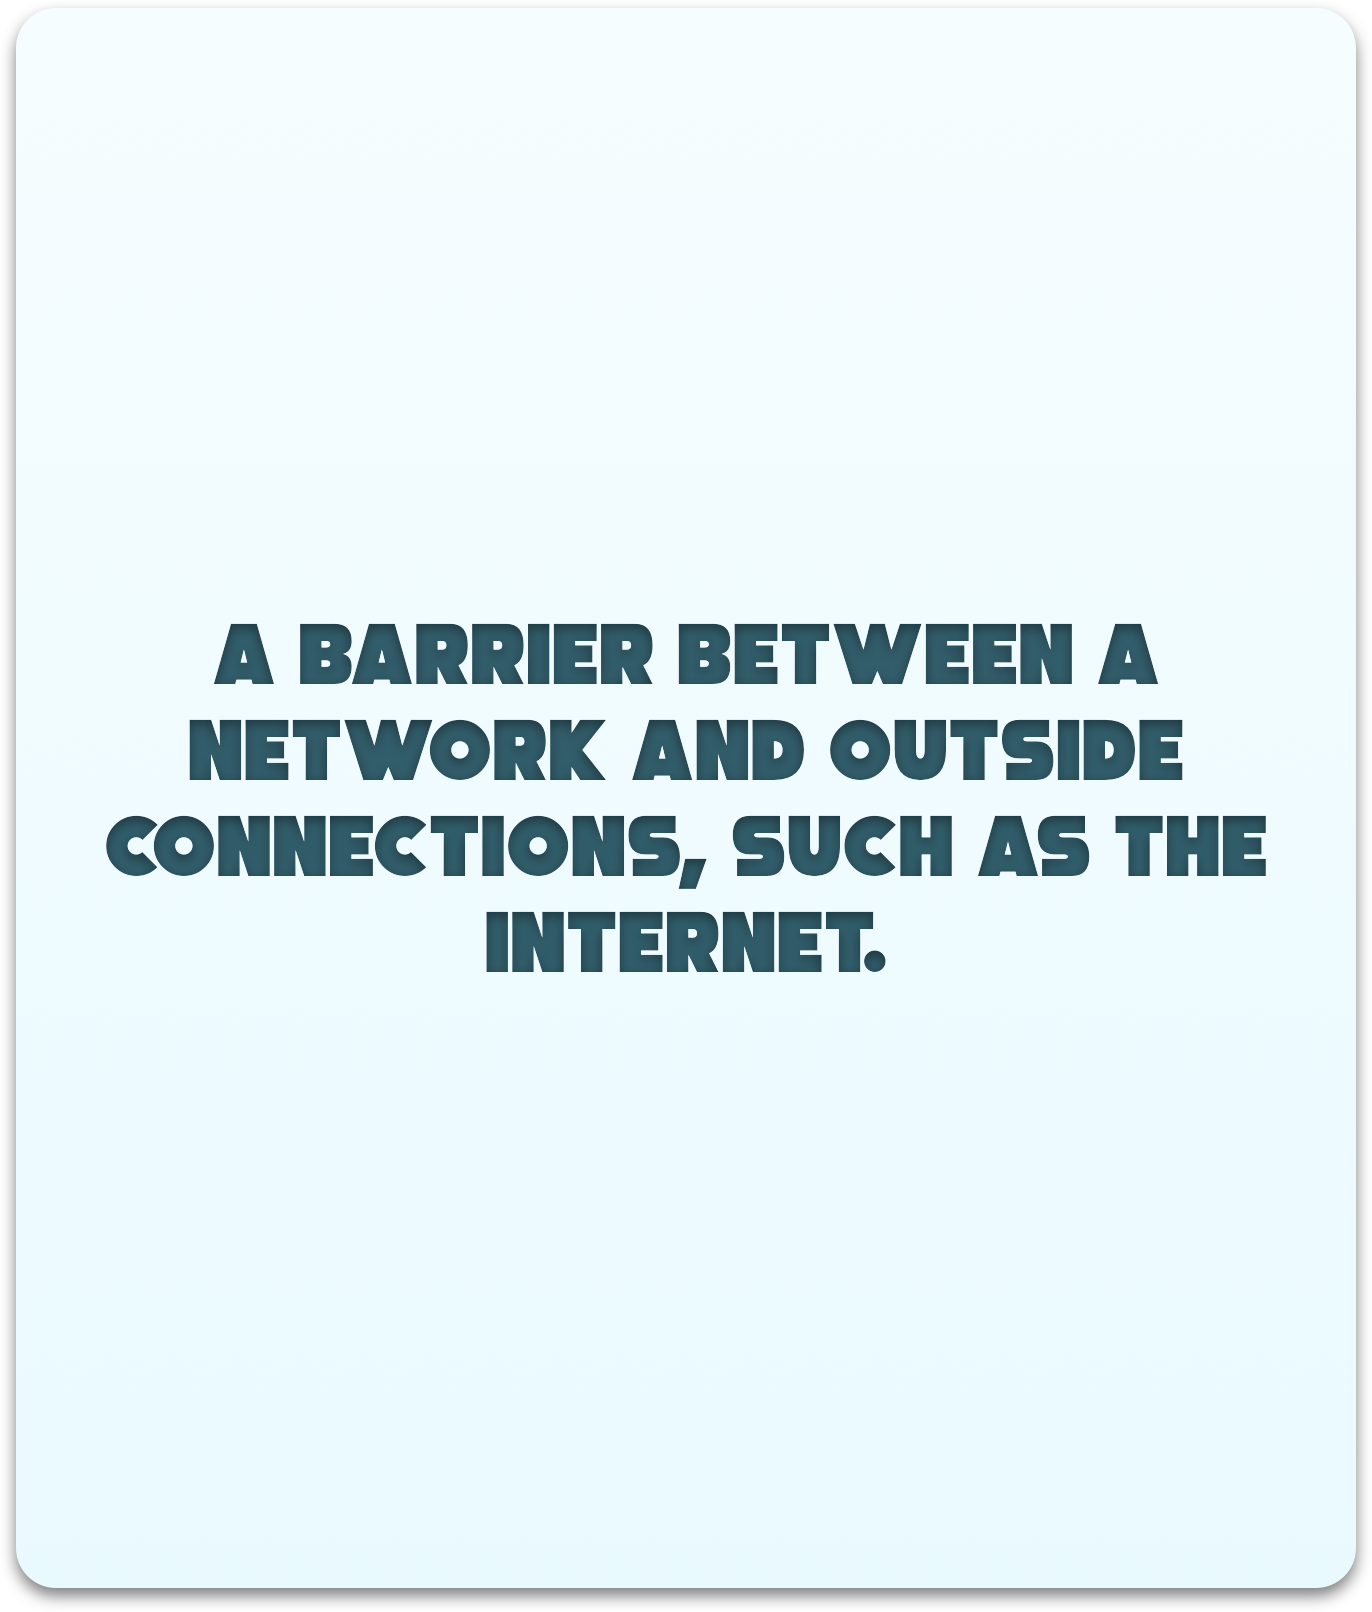 A BARRIER BETWEEN A
NETWORK AND OUTSIDE
CONNECTIONS, SUCH AS THE
INTERNET.